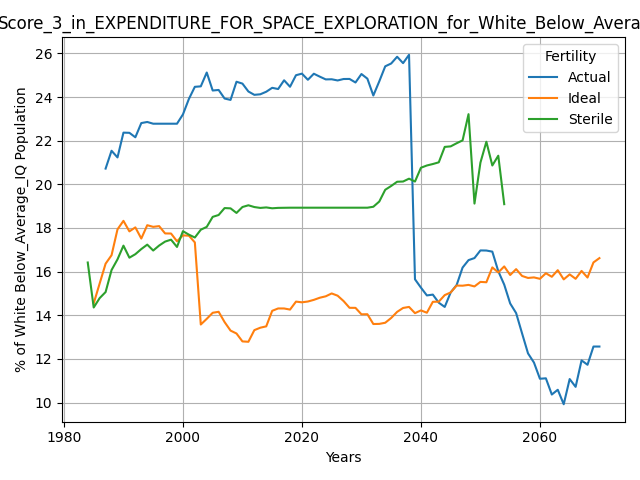 Score_3_in_EXPENDITURE_FOR_SPACE_EXPLORATION_for_White_Below_Avera
26
24
22
20
18
16
14
12
10
% of White Below_Average_IQ Population
Fertility
Actual
Ideal
Sterile
1980
2000
2020
2040
2060
Years